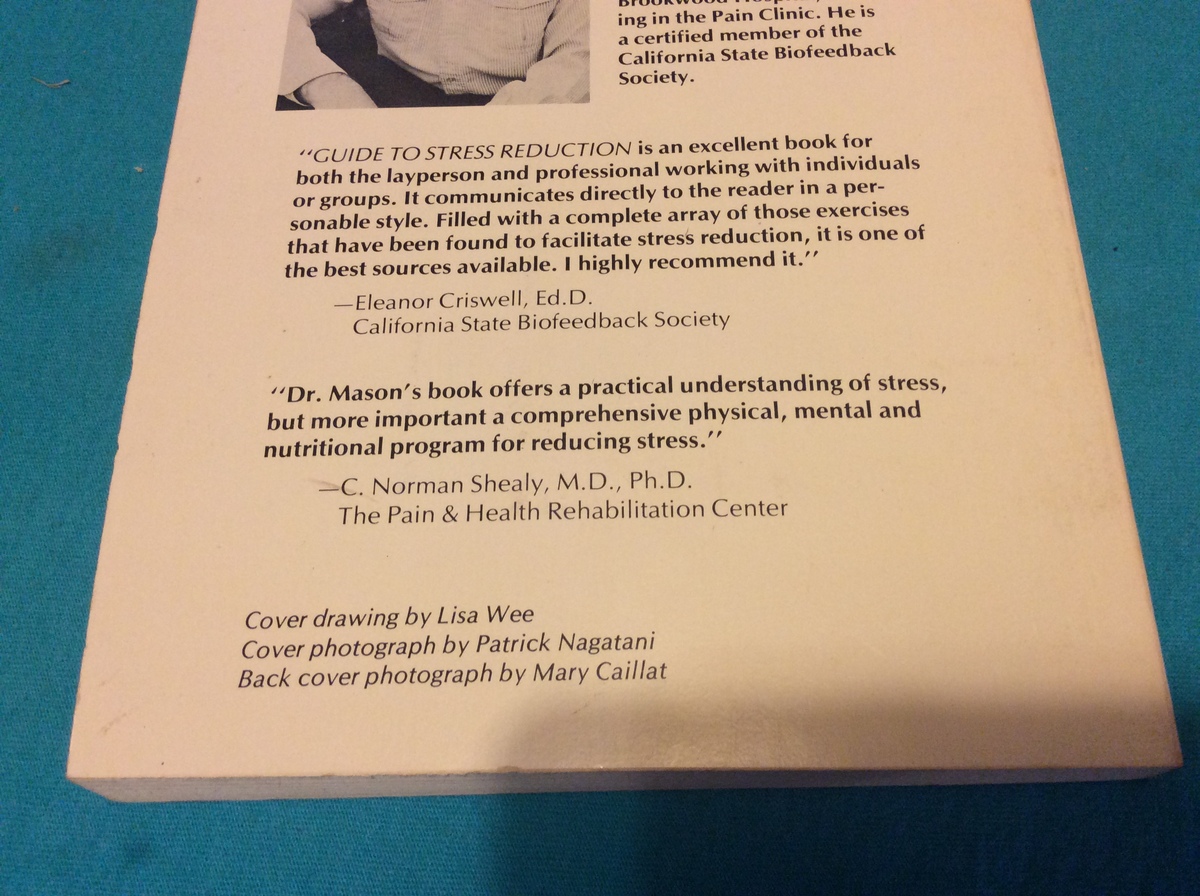 Brookwood
ing in the Pain Clinic. He is
a certified member of the
California State Biofeedback
Society.
“GUIDE TO STRESS REDUCTION is an excellent book for
both the layperson and professional working with individuals
or groups. It communicates directly to the reader in a per-
sonable style. Filled with a complete array of those exercises
that have been found to facilitate stress reduction, it is one of
the best sources available. I highly recommend it.”
—Eleanor Criswell, Ed.D.
California State Biofeedback Society
“Dr. Mason’s book offers a practical understanding of stress,
but more important a comprehensive physical, mental and
nutritional program for reducing stress.”
—C. Norman Shealy, M.D., Ph.D.
The Pain & Health Rehabilitation Center
Cover drawing by Lisa Wee
Cover photograph by Patrick Nagatani
Back cover photograph by Mary Caillat